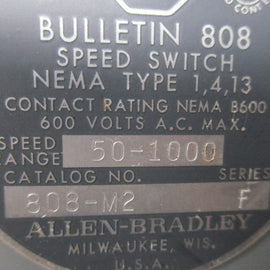 BULLETIN 808
SPEED SWITCH
NEMA TYPE 1,4,13
CONTACT RATING NEMA B600
600 VOLTS A.C. MAX.
SPEED RANGE 50-1000
CATALOG NO. SERIES
808-M2 F
ALLEN-BRADLEY
MILWAUKEE, WIS.
U.S.A.